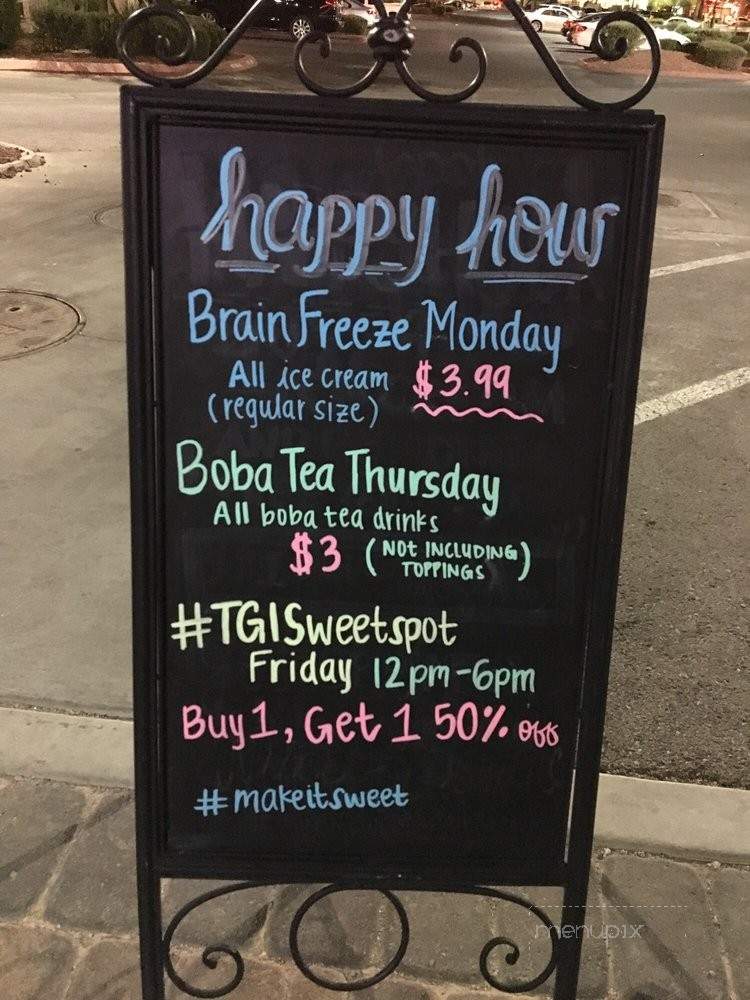 happy hour
Brain Freeze Monday
All ice cream $3.99
(regular size)
Boba Tea Thursday
All boba tea drinks
$3 (NOT INCLUDING TOPPINGS)
#TGISweetspot
Friday 12pm-6pm
Buy 1, Get 1 50% off
#makeitsweet
menupix